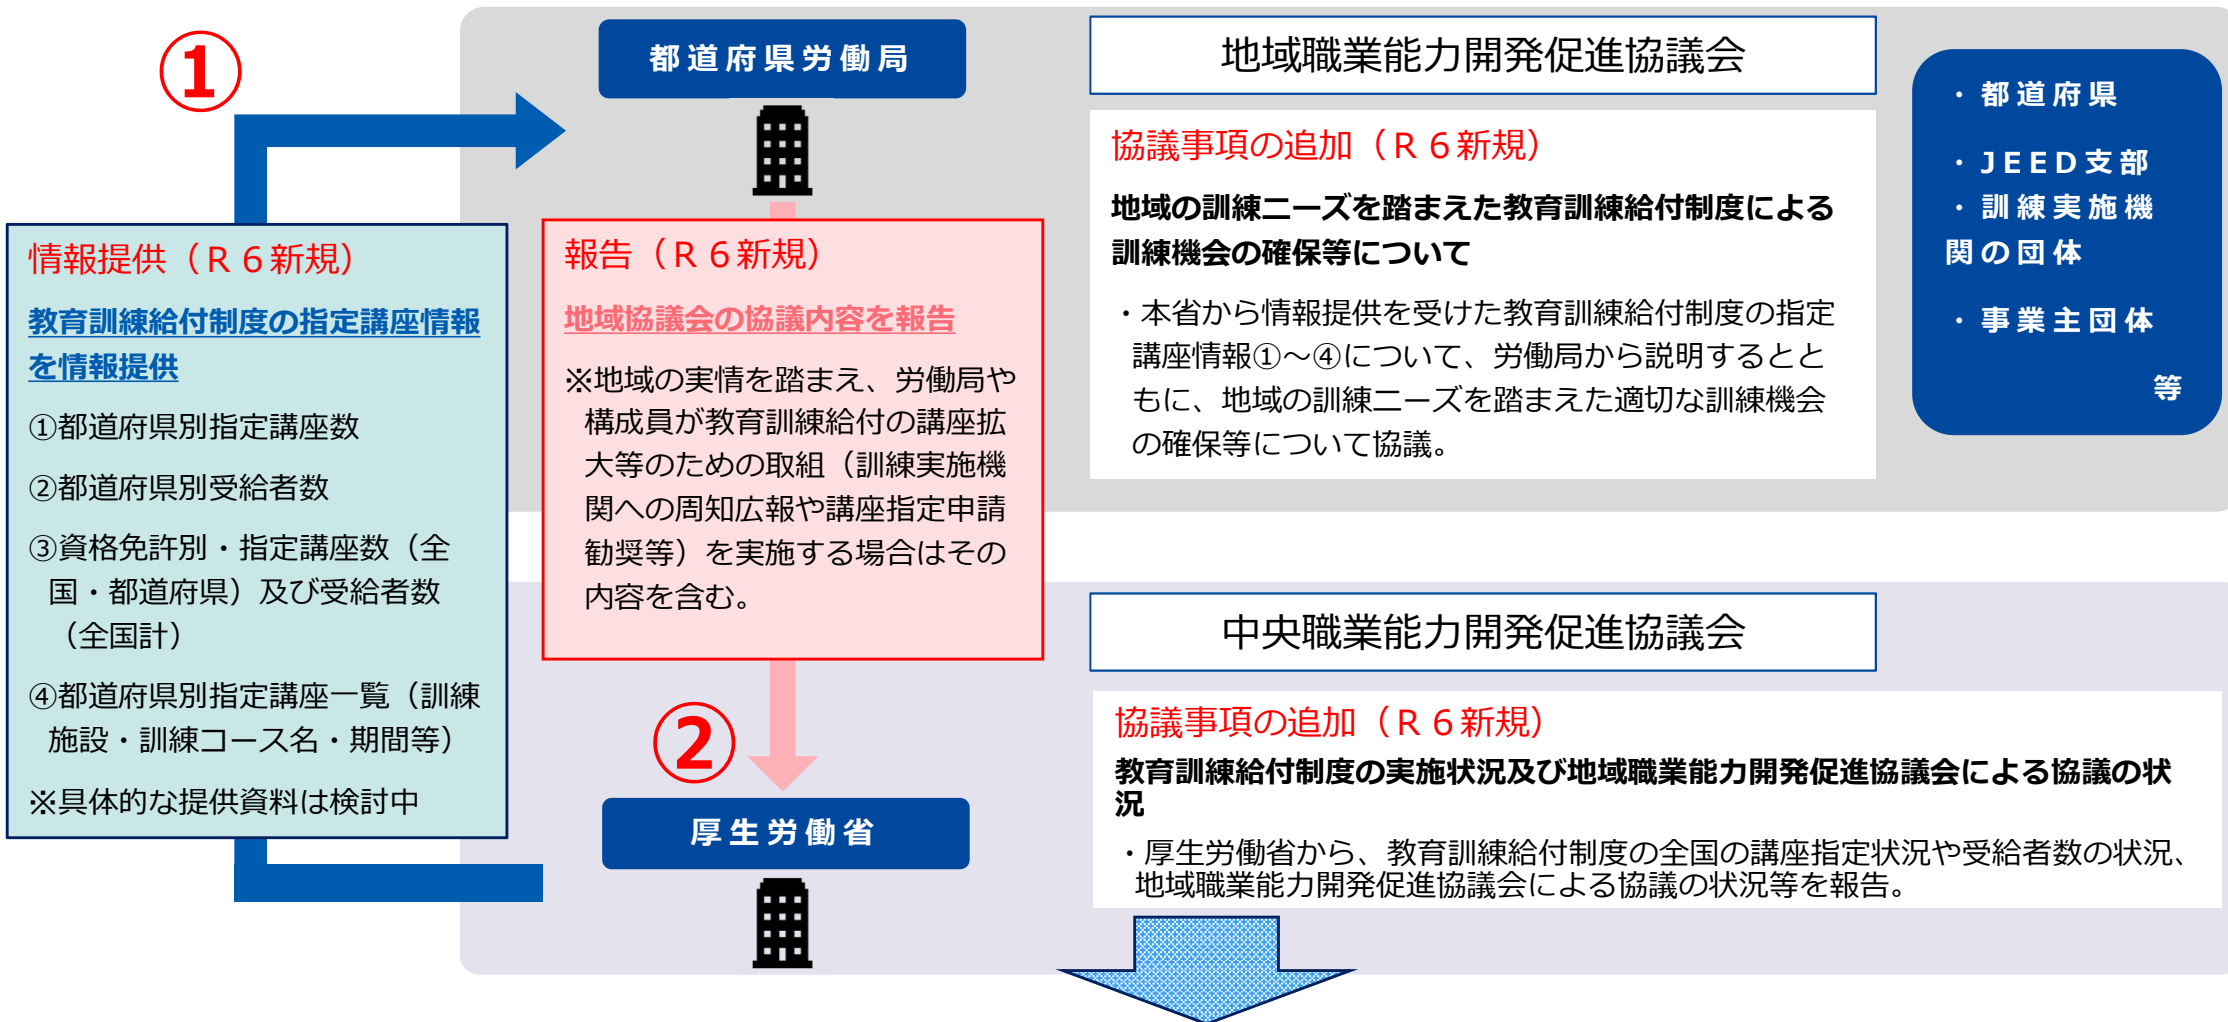 ①
都道府県労働局
地域職業能力開発促進協議会
・都道府県
・JEED支部
・訓練実施機
関の団体
・事業主団体
等
協議事項の追加（Ｒ６新規）
地域の訓練ニーズを踏まえた教育訓練給付制度による
訓練機会の確保等について
・本省から情報提供を受けた教育訓練給付制度の指定
講座情報①～④について、労働局から説明するとと
もに、地域の訓練ニーズを踏まえた適切な訓練機会
の確保等について協議。
情報提供（Ｒ６新規）
教育訓練給付制度の指定講座情報
を情報提供
①都道府県別指定講座数
②都道府県別受給者数
③資格免許別・指定講座数（全
国・都道府県）及び受給者数
（全国計）
④都道府県別指定講座一覧（訓練
施設・訓練コース名・期間等）
※具体的な提供資料は検討中
報告（Ｒ６新規）
地域協議会の協議内容を報告
※地域の実情を踏まえ、労働局や
構成員が教育訓練給付の講座拡
大等のための取組（訓練実施機
関への周知広報や講座指定申請
勧奨等）を実施する場合はその
内容を含む。
②
厚生労働省
中央職業能力開発促進協議会
協議事項の追加（Ｒ６新規）
教育訓練給付制度の実施状況及び地域職業能力開発促進協議会による協議の状
況
・厚生労働省から、教育訓練給付制度の全国の講座指定状況や受給者数の状況、
地域職業能力開発促進協議会による協議の状況等を報告。